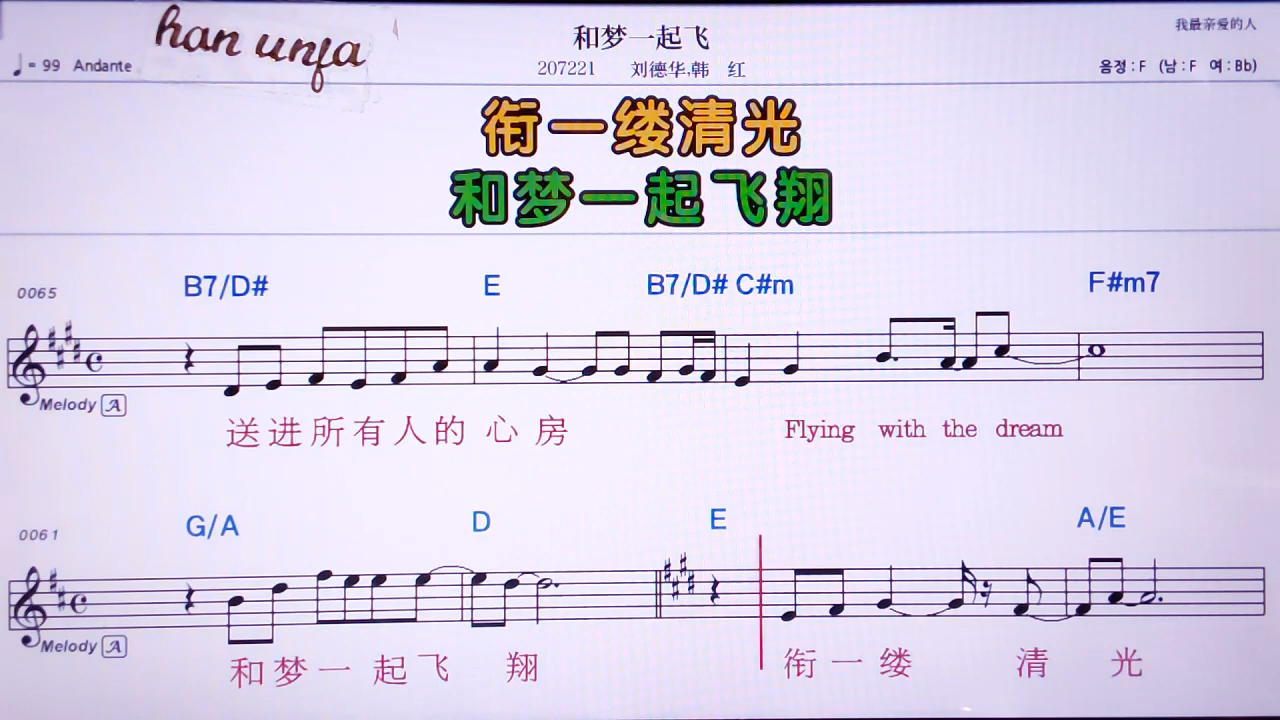 han unfa
♩= 99 Andante
和梦一起飞
207221 刘德华,韩 红
我最亲爱的人
음정 : F (남 : F 여 : Bb)
衔一缕清光
和梦一起飞翔
0065 B7/D# E B7/D# C#m F#m7
Melody A
送进所有人的心房 Flying with the dream
0061 G/A D E A/E
Melody A
和梦一起飞翔 衔一缕清光